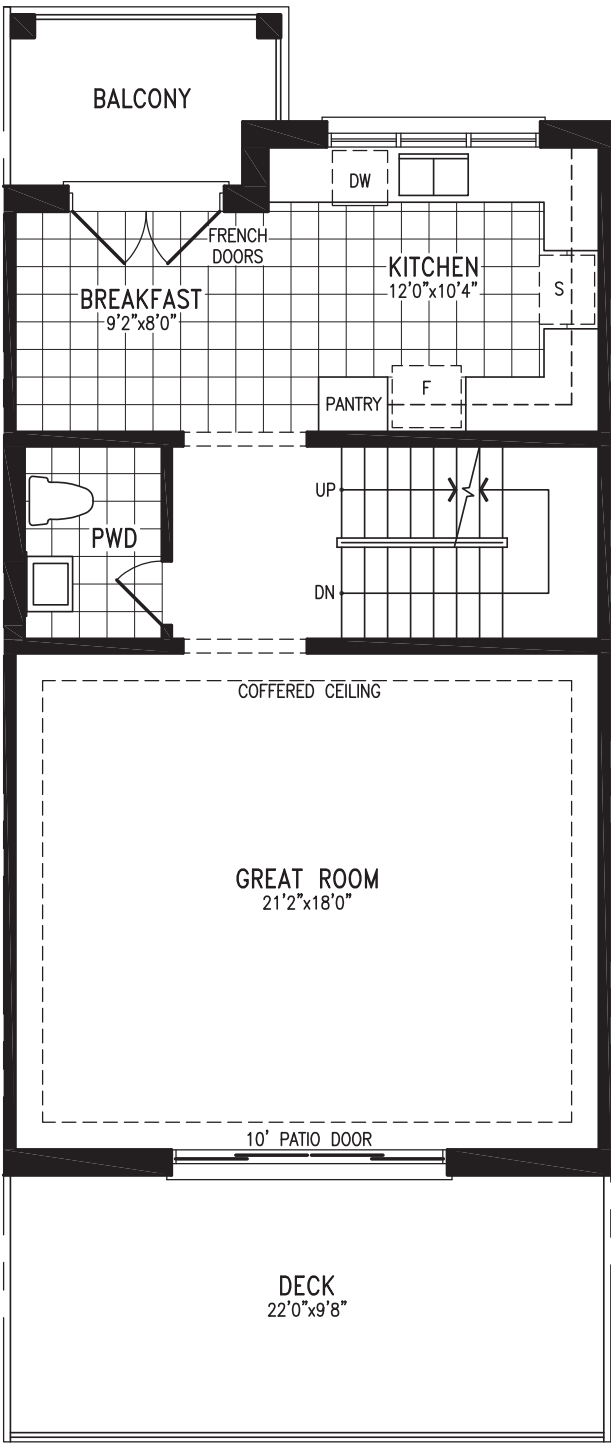 BALCONY
DW
FRENCH
DOORS
KITCHEN
12'0"x10'4"
S
BREAKFAST
9'2"x8'0"
F
PANTRY
UP
PWD
DN
COFFERED CEILING
GREAT ROOM
21'2"x18'0"
10' PATIO DOOR
DECK
22'0"x9'8"